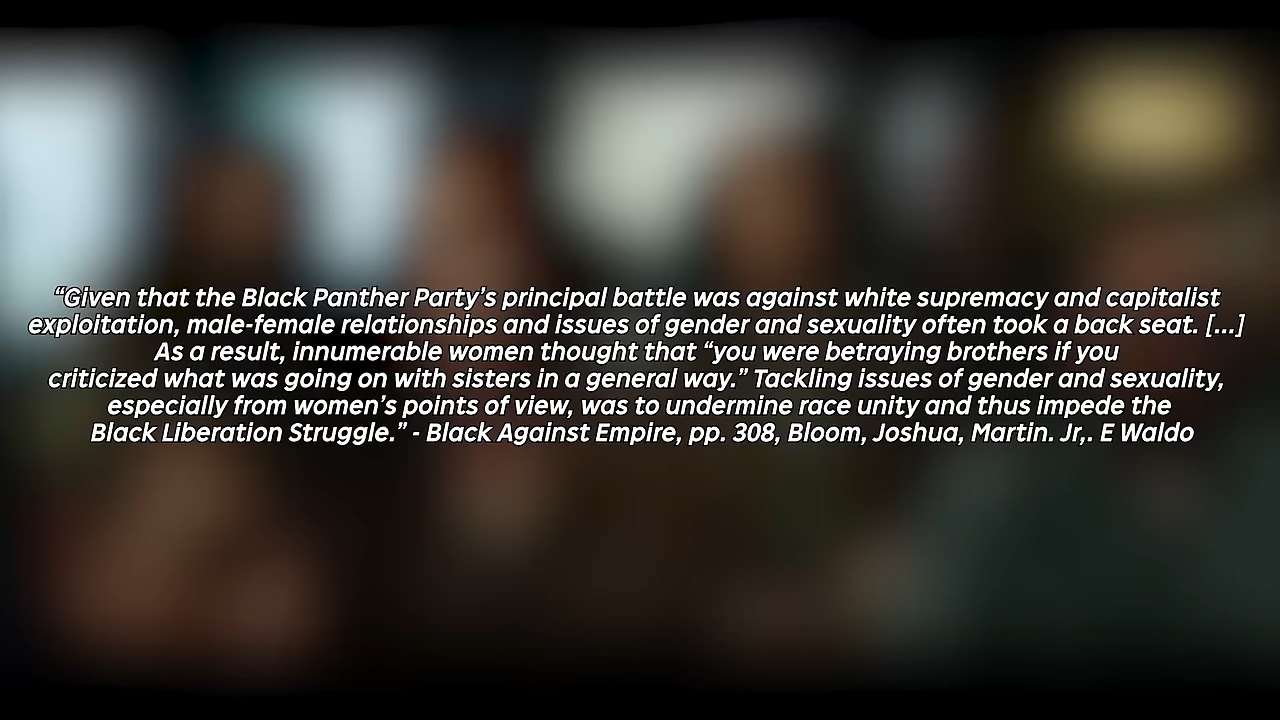 “Given that the Black Panther Party’s principal battle was against white supremacy and capitalist
exploitation, male-female relationships and issues of gender and sexuality often took a back seat. [...]
As a result, innumerable women thought that “you were betraying brothers if you
criticized what was going on with sisters in a general way.” Tackling issues of gender and sexuality,
especially from women’s points of view, was to undermine race unity and thus impede the
Black Liberation Struggle.” - Black Against Empire, pp. 308, Bloom, Joshua, Martin. Jr,. E Waldo